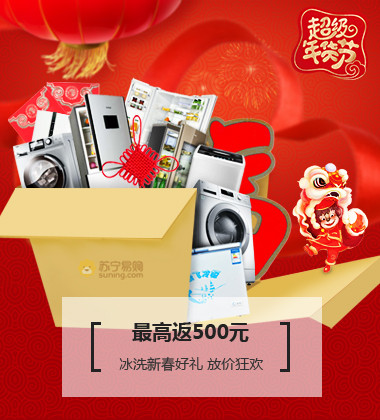 超级
年货节
苏宁易购
suning.com
最高返500元
冰洗新春好礼 放价狂欢